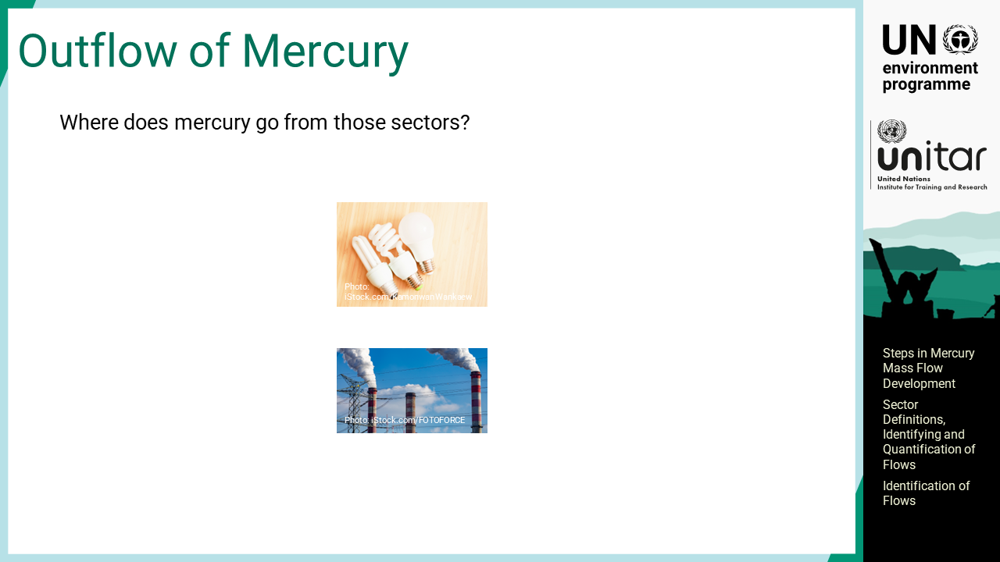 Outflow of Mercury
Where does mercury go from those sectors?
Photo:
iStock.com/KamonwanWankaew
Photo: iStock.com/FOTOFORCE
UN
environment
programme
unitar
United Nations
Institute for Training and Research
Steps in Mercury
Mass Flow
Development
Sector
Definitions,
Identifying and
Quantification of
Flows
Identification of
Flows